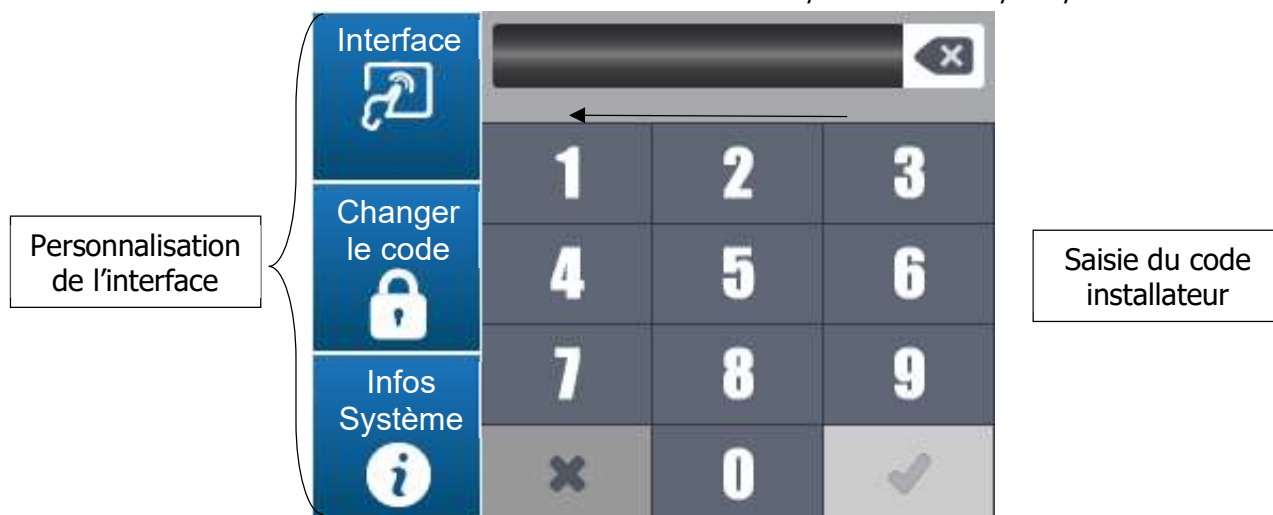 Interface
Changer
le code
Infos
Système
i
1 2 3
4 5 6
7 8 9
0
Personnalisation
de l’interface
Saisie du code
installateur